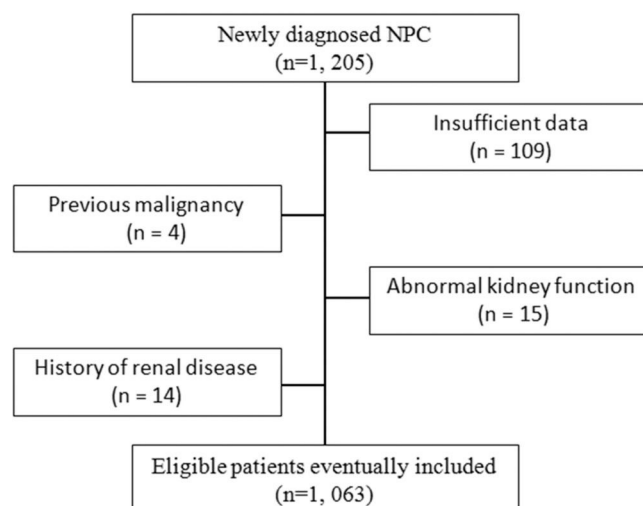 Newly diagnosed NPC
(n=1, 205)
Insufficient data
(n = 109)
Previous malignancy
(n = 4)
Abnormal kidney function
(n = 15)
History of renal disease
(n = 14)
Eligible patients eventually included
(n=1, 063)